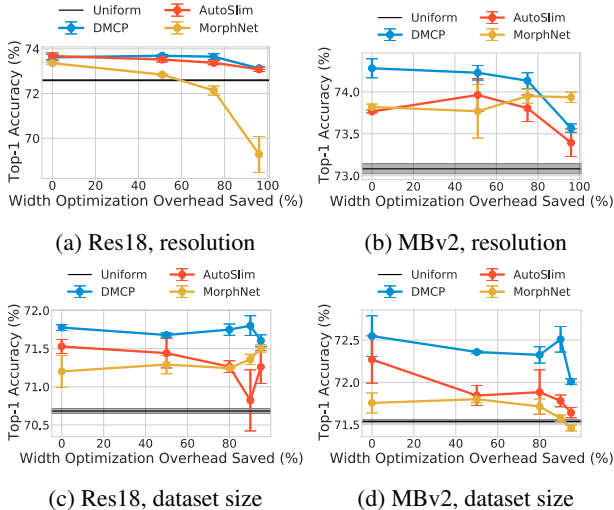 Uniform AutoSlim
DMCP MorphNet
Top-1 Accuracy (%)
74
72
70
0 20 40 60 80 100
Width Optimization Overhead Saved (%)
(a) Res18, resolution
Uniform AutoSlim
DMCP MorphNet
Top-1 Accuracy (%)
74.0
73.5
73.0
0 20 40 60 80 100
Width Optimization Overhead Saved (%)
(b) MBv2, resolution
Uniform AutoSlim
DMCP MorphNet
Top-1 Accuracy (%)
72.0
71.5
71.0
70.5
0 20 40 60 80
Width Optimization Overhead Saved (%)
(c) Res18, dataset size
Uniform AutoSlim
DMCP MorphNet
Top-1 Accuracy (%)
72.5
72.0
71.5
0 20 40 60 80
Width Optimization Overhead Saved (%)
(d) MBv2, dataset size